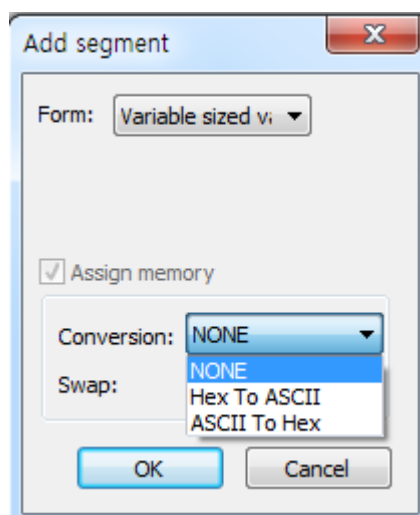 Add segment
Form: Variable sized
Assign memory
Conversion: NONE
NONE
Swap:
Hex To ASCII
ASCII To Hex
OK Cancel